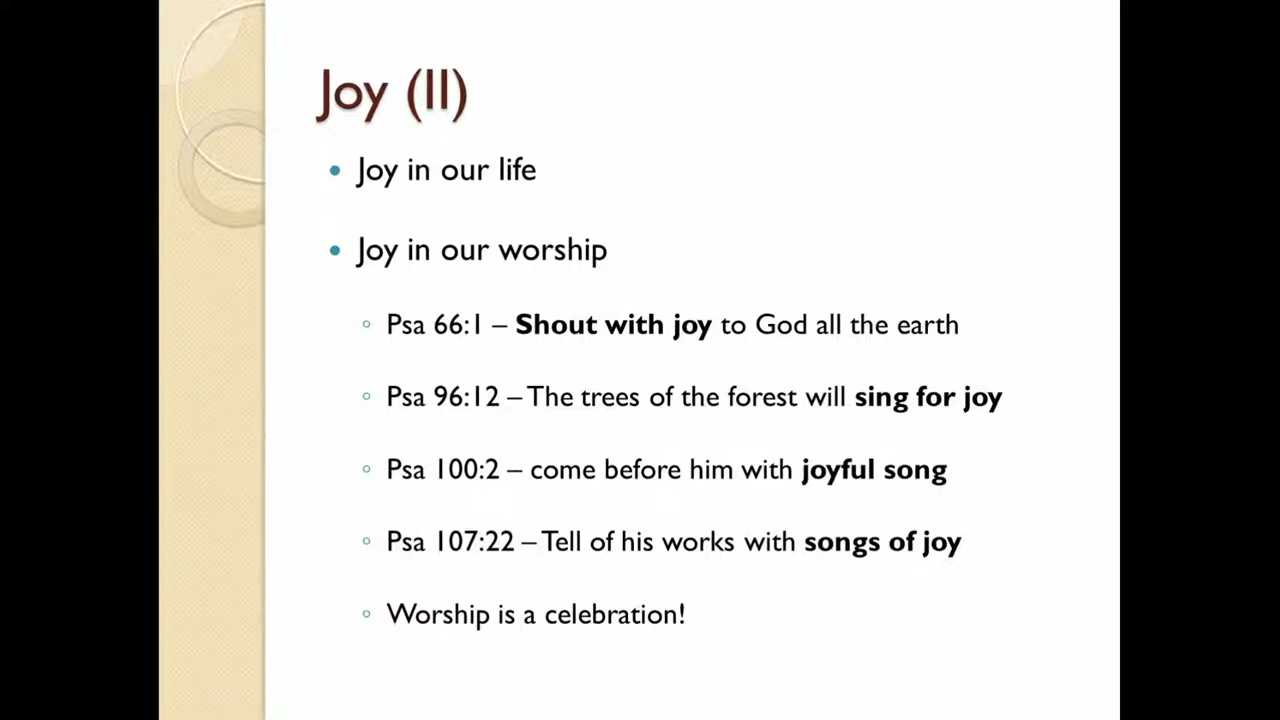 Joy (II)
• Joy in our life
• Joy in our worship
◦ Psa 66:1 – Shout with joy to God all the earth
◦ Psa 96:12 – The trees of the forest will sing for joy
◦ Psa 100:2 – come before him with joyful song
◦ Psa 107:22 – Tell of his works with songs of joy
◦ Worship is a celebration!